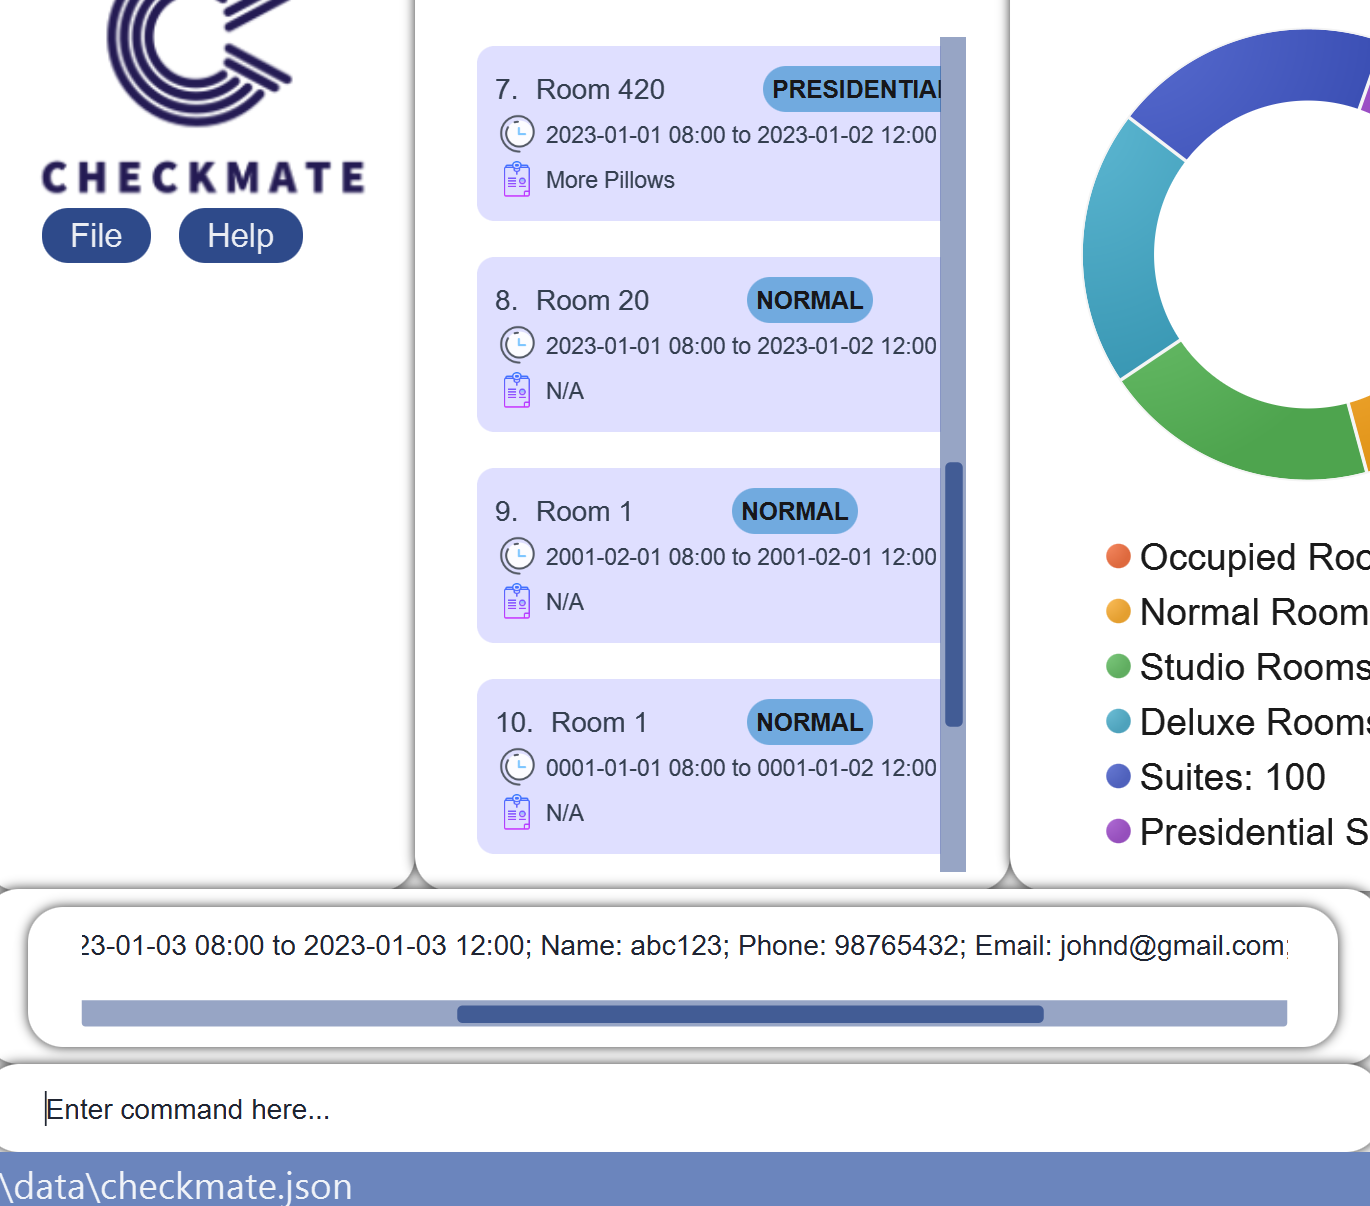 CHECKMATE
File Help
7. Room 420 PRESIDENTIA
2023-01-01 08:00 to 2023-01-02 12:00
More Pillows
8. Room 20 NORMAL
2023-01-01 08:00 to 2023-01-02 12:00
N/A
9. Room 1 NORMAL
2001-02-01 08:00 to 2001-02-01 12:00
N/A
10. Room 1 NORMAL
0001-01-01 08:00 to 0001-01-02 12:00
N/A
Occupied Roo
Normal Room
Studio Rooms
Deluxe Rooms
Suites: 100
Presidential S
23-01-03 08:00 to 2023-01-03 12:00; Name: abc123; Phone: 98765432; Email: johnd@gmail.com;
Enter command here...
\data\checkmate.json